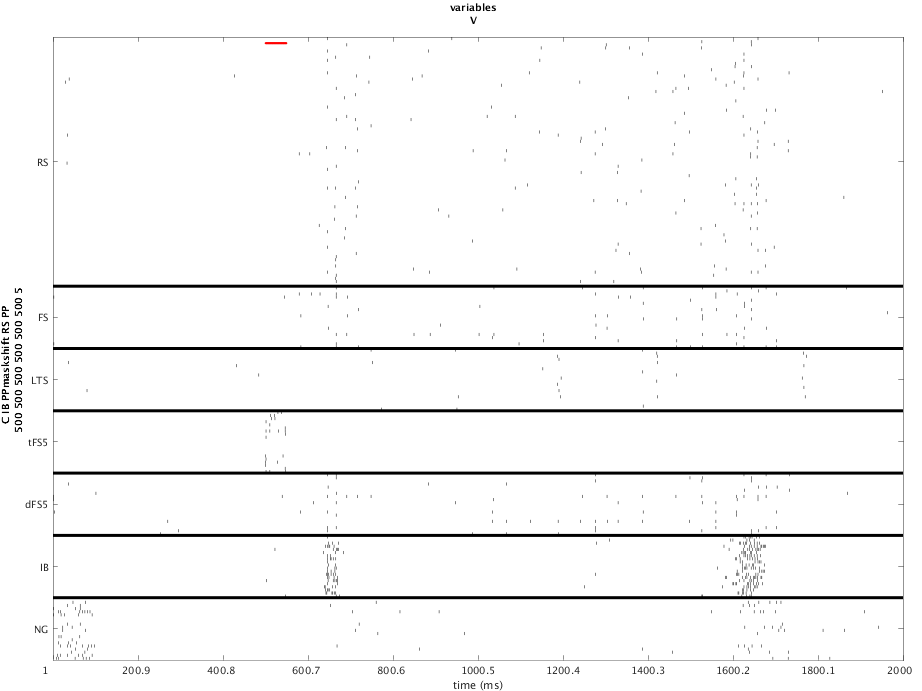 variables
V
C IB PPmaskshift RS PP
500 500 500 500 500 500 5
RS
FS
LTS
tFS5
dFS5
IB
NG
1
200.9
400.8
600.7
800.6
1000.5
1200.4
1400.3
1600.2
1800.1
2000
time (ms)